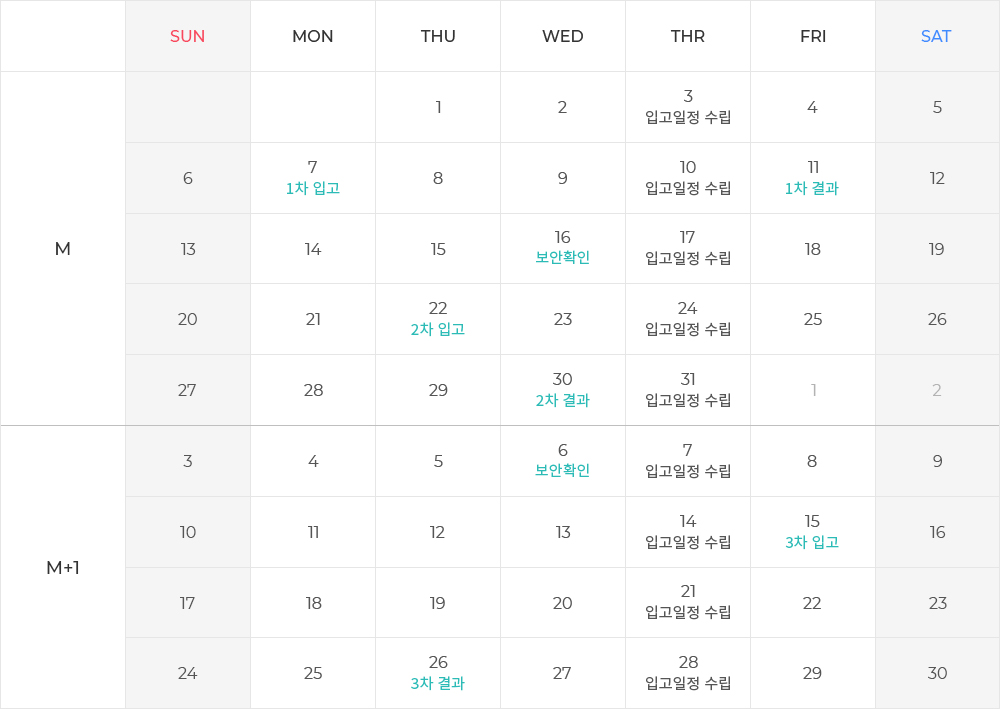 SUN MON THU WED THR FRI SAT
M
1 2 3 4 5
입고일정 수립
6 7 8 9 10 11 12
1차 입고 입고일정 수립 1차 결과
13 14 15 16 17 18 19
보안확인 입고일정 수립
20 21 22 23 24 25 26
2차 입고 입고일정 수립
27 28 29 30 31 1 2
2차 결과 입고일정 수립
M+1
3 4 5 6 7 8 9
보안확인 입고일정 수립
10 11 12 13 14 15 16
입고일정 수립 3차 입고
17 18 19 20 21 22 23
입고일정 수립
24 25 26 27 28 29 30
3차 결과 입고일정 수립